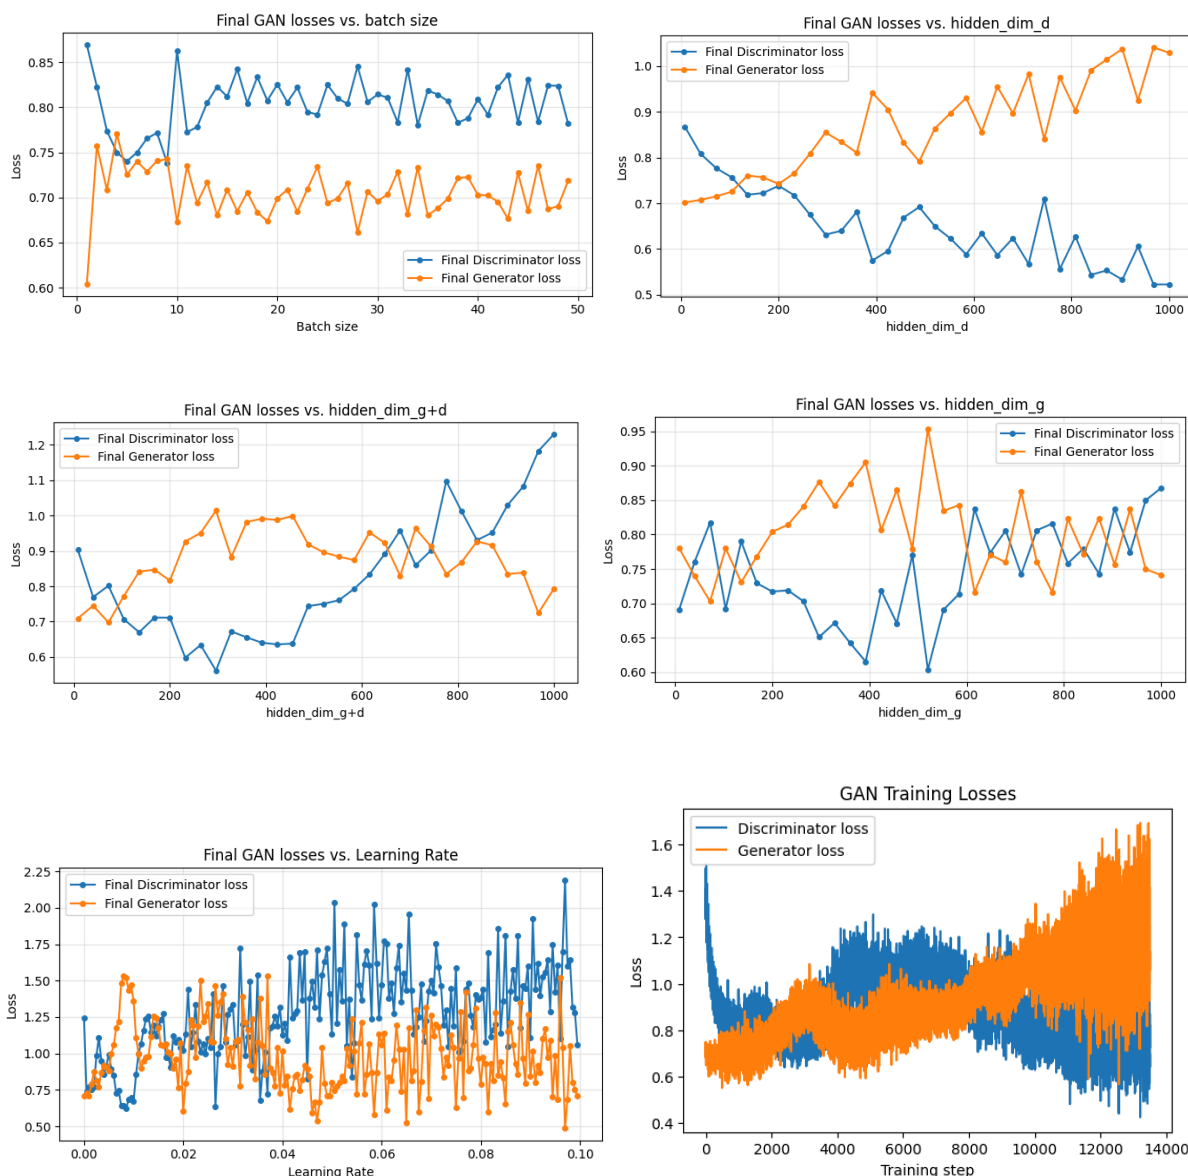 Final GAN losses vs. batch size
0.85
0.80
0.75
0.70
0.65
0.60
Loss
Final Discriminator loss
Final Generator loss
0 10 20 30 40 50
Batch size
Final GAN losses vs. hidden_dim_d
Final Discriminator loss
Final Generator loss
1.0
0.9
0.8
0.7
0.6
0.5
Loss
0 200 400 600 800 1000
hidden_dim_d
Final GAN losses vs. hidden_dim_g+d
Final Discriminator loss
Final Generator loss
1.2
1.1
1.0
0.9
0.8
0.7
0.6
Loss
0 200 400 600 800 1000
hidden_dim_g+d
Final GAN losses vs. hidden_dim_g
Final Discriminator loss
Final Generator loss
0.95
0.90
0.85
0.80
0.75
0.70
0.65
0.60
Loss
0 200 400 600 800 1000
hidden_dim_g
Final GAN losses vs. Learning Rate
Final Discriminator loss
Final Generator loss
2.25
2.00
1.75
1.50
1.25
1.00
0.75
0.50
Loss
0.00 0.02 0.04 0.06 0.08 0.10
Learning Rate
GAN Training Losses
Discriminator loss
Generator loss
1.6
1.4
1.2
1.0
0.8
0.6
0.4
Loss
0 2000 4000 6000 8000 10000 12000 14000
Training step